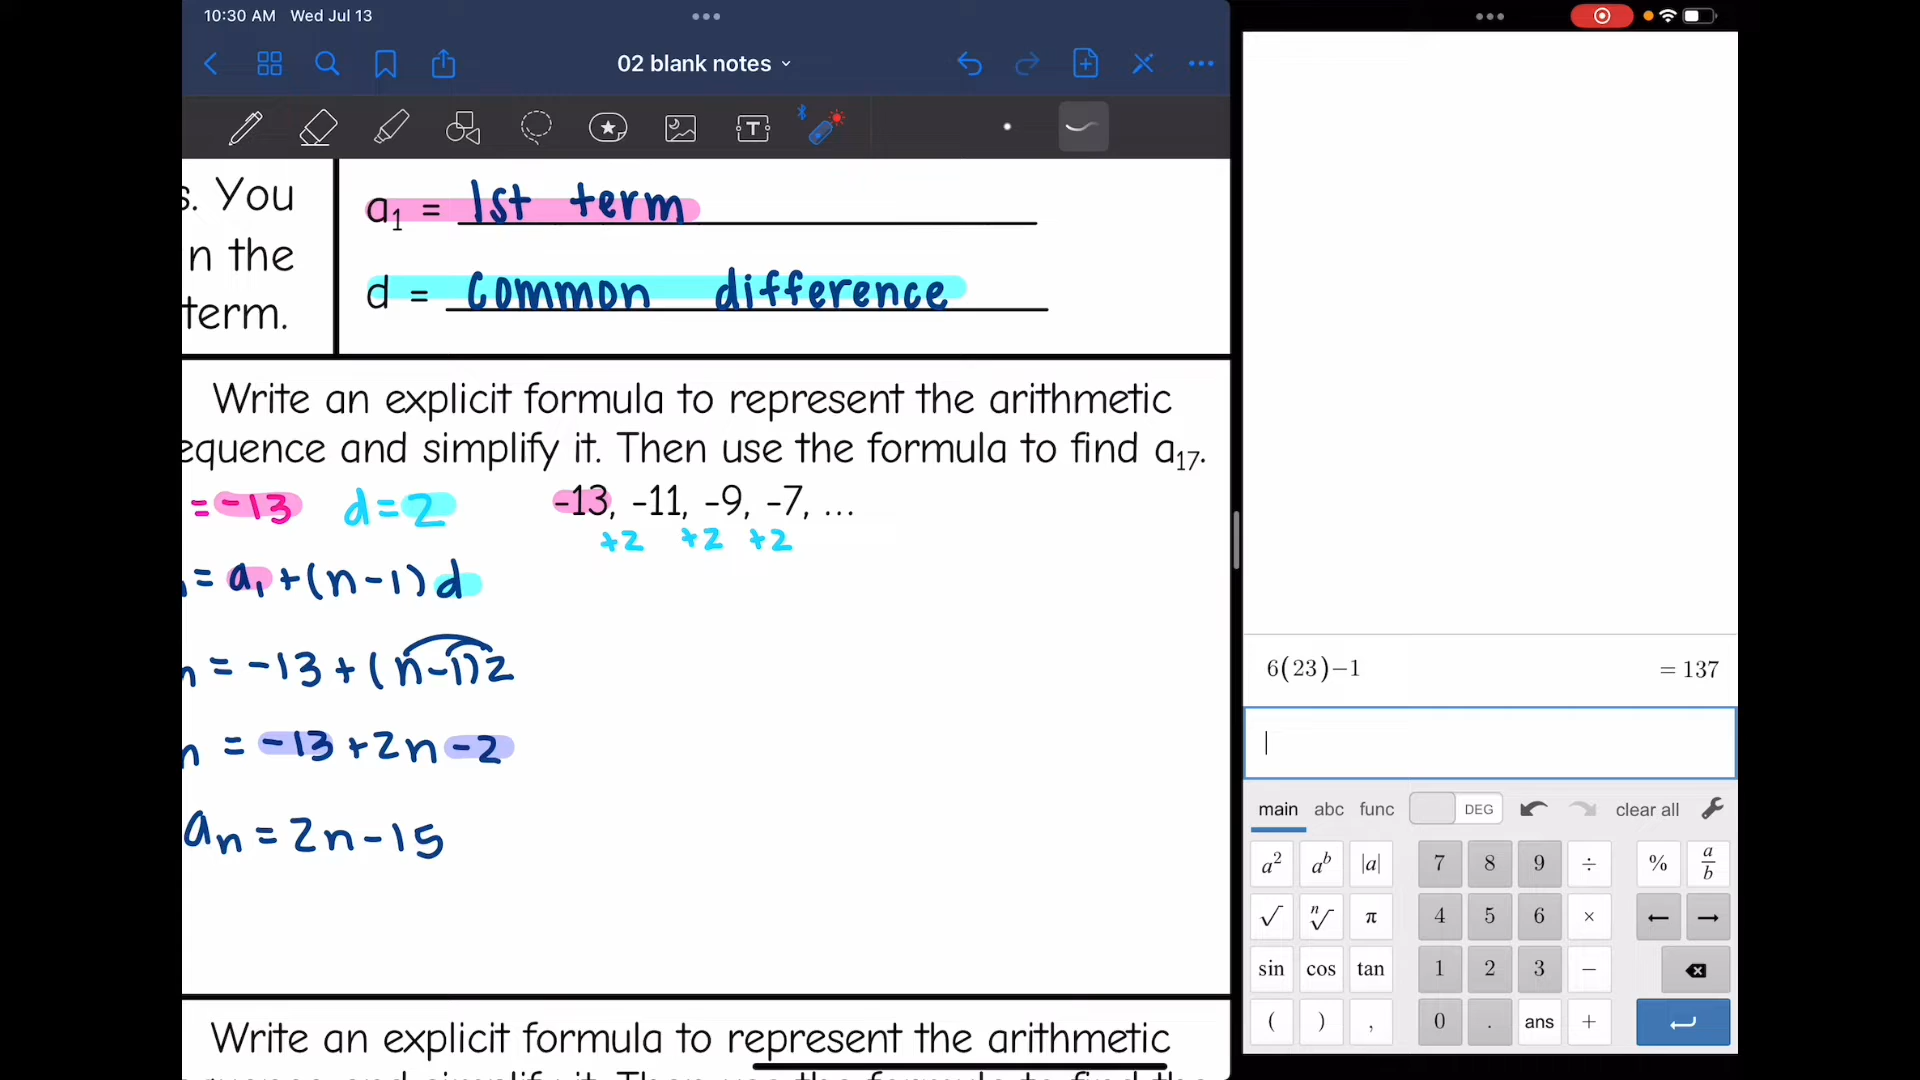 10:30 AM Wed Jul 13
02 blank notes
s. You
n the
term.
a₁ = 1st term
d = common difference
Write an explicit formula to represent the arithmetic
equence and simplify it. Then use the formula to find a₁₇.
= -13 d = 2 -13, -11, -9, -7, ...
+2 +2 +2
= a₁ + (n-1) d
n = -13 + (n-1)2
n = -13 + 2n - 2
aₙ = 2n - 15
Write an explicit formula to represent the arithmetic
6(23)−1 = 137
main abc func DEG clear all
a² aᵇ |a| 7 8 9 ÷ % a/b
√ ⁿ√ π 4 5 6 × ← →
sin cos tan 1 2 3 −
( ) , 0 . ans +